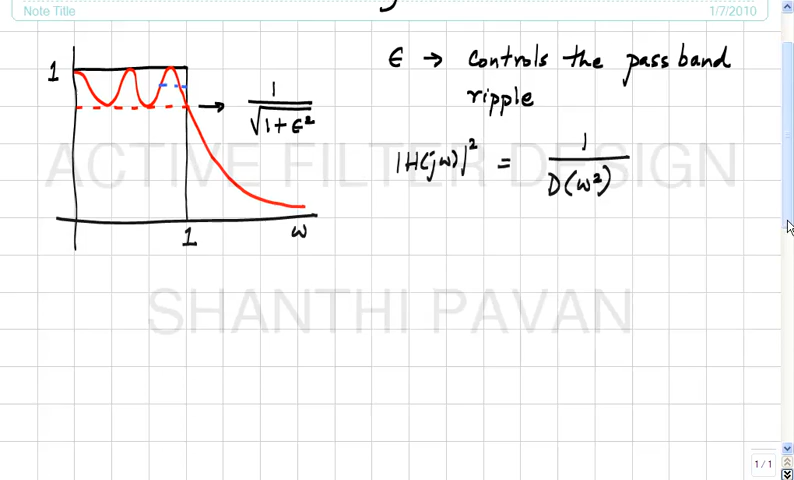 Note Title
1/7/2010
1
ϵ → controls the pass band
ripple
1
√1+ϵ²
|H(jω)|² = 1
D(ω²)
ACTIVE FILTER DESIGN
1
ω
SHANTHI PAVAN
1/1